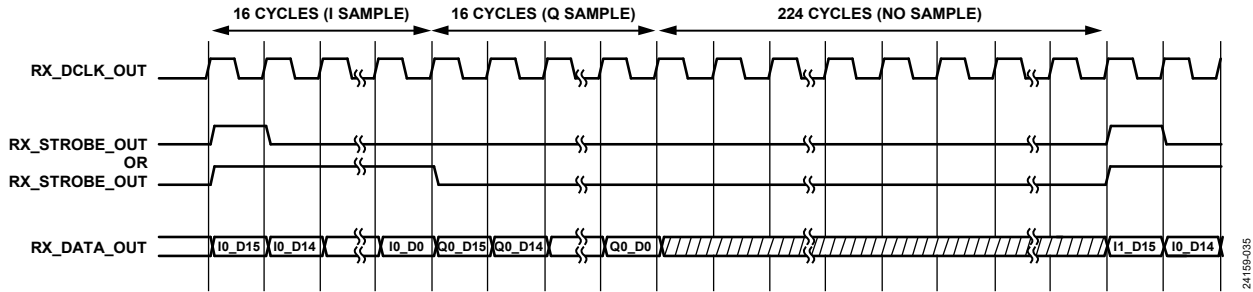 16 CYCLES (I SAMPLE) 16 CYCLES (Q SAMPLE) 224 CYCLES (NO SAMPLE)
RX_DCLK_OUT
RX_STROBE_OUT
OR
RX_STROBE_OUT
RX_DATA_OUT I0_D15 I0_D14 I0_D0 Q0_D15 Q0_D14 Q0_D0 I1_D15 I0_D14
24159-035